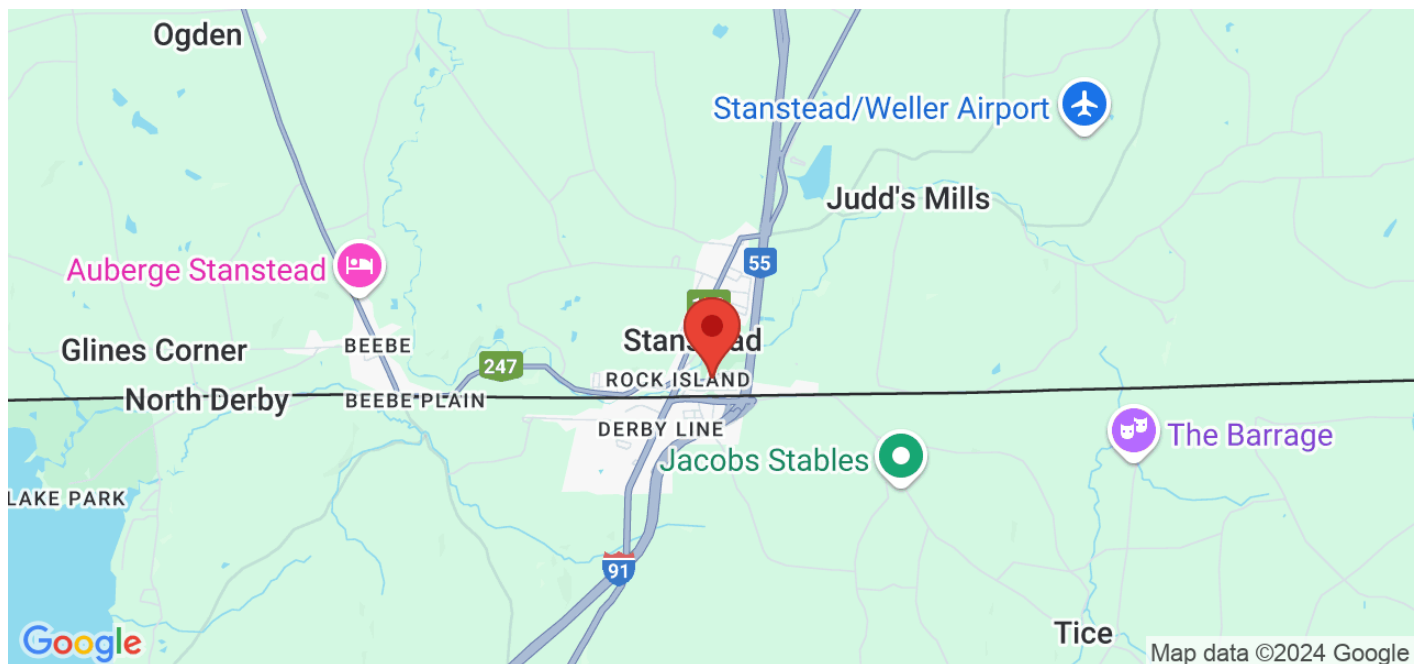 Ogden
Stanstead/Weller Airport
Judd's Mills
Auberge Stanstead
55
Glines Corner
BEEBE
247
ROCK ISLAND
North Derby
BEEBE PLAIN
DERBY LINE
The Barrage
Jacobs Stables
LAKE PARK
91
Tice
Google
Map data ©2024 Google